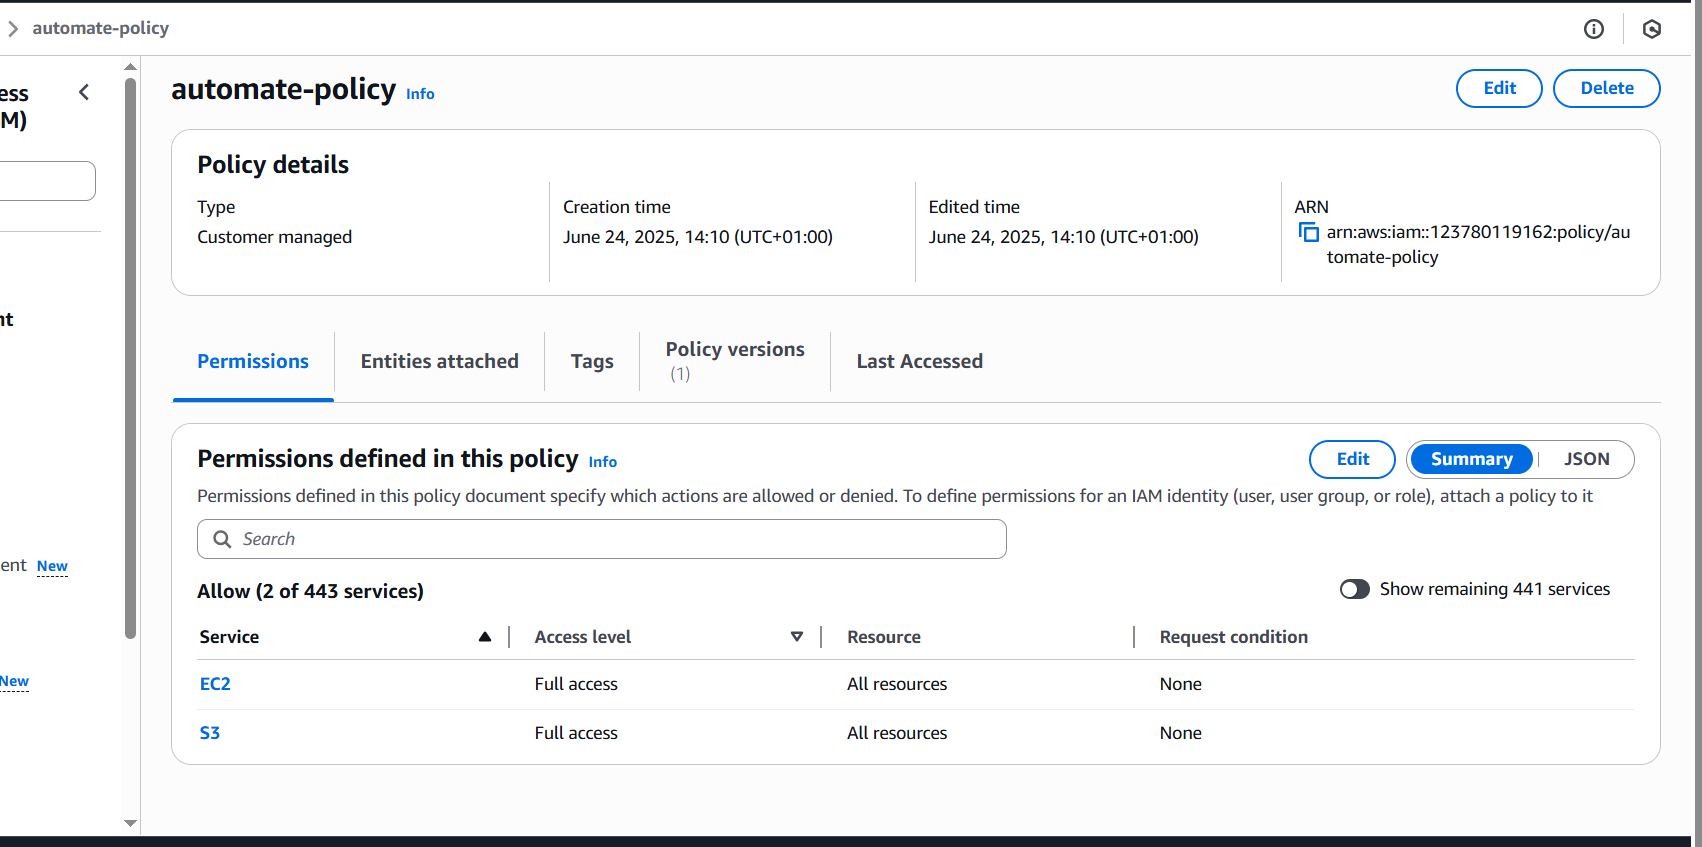 automate-policy
ess
M)
nt
ent New
New
automate-policy Info
Edit
Delete
Policy details
Type
Customer managed
Creation time
June 24, 2025, 14:10 (UTC+01:00)
Edited time
June 24, 2025, 14:10 (UTC+01:00)
ARN
arn:aws:iam::123780119162:policy/au
tomate-policy
Permissions
Entities attached
Tags
Policy versions
(1)
Last Accessed
Permissions defined in this policy Info
Edit
Summary
JSON
Permissions defined in this policy document specify which actions are allowed or denied. To define permissions for an IAM identity (user, user group, or role), attach a policy to it
Search
Allow (2 of 443 services)
Show remaining 441 services
Service Access level Resource Request condition
EC2 Full access All resources None
S3 Full access All resources None